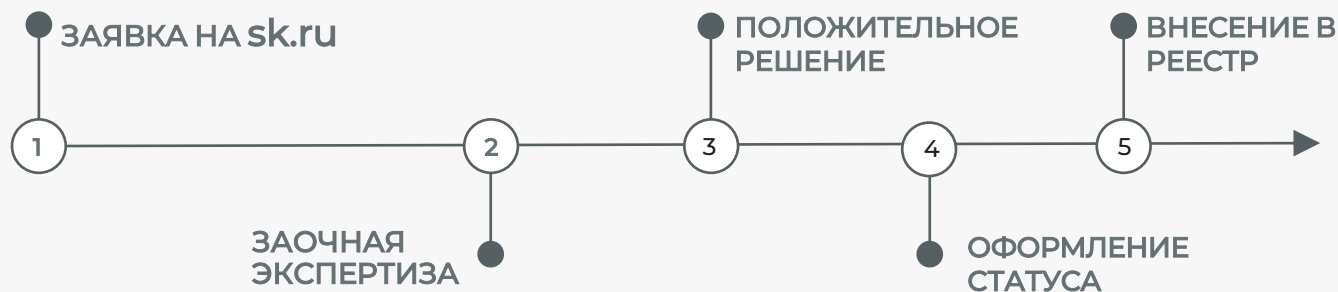 ЗАЯВКА НА sk.ru
ПОЛОЖИТЕЛЬНОЕ
РЕШЕНИЕ
ВНЕСЕНИЕ В
РЕЕСТР
1
2
3
4
5
ЗАОЧНАЯ
ЭКСПЕРТИЗА
ОФОРМЛЕНИЕ
СТАТУСА